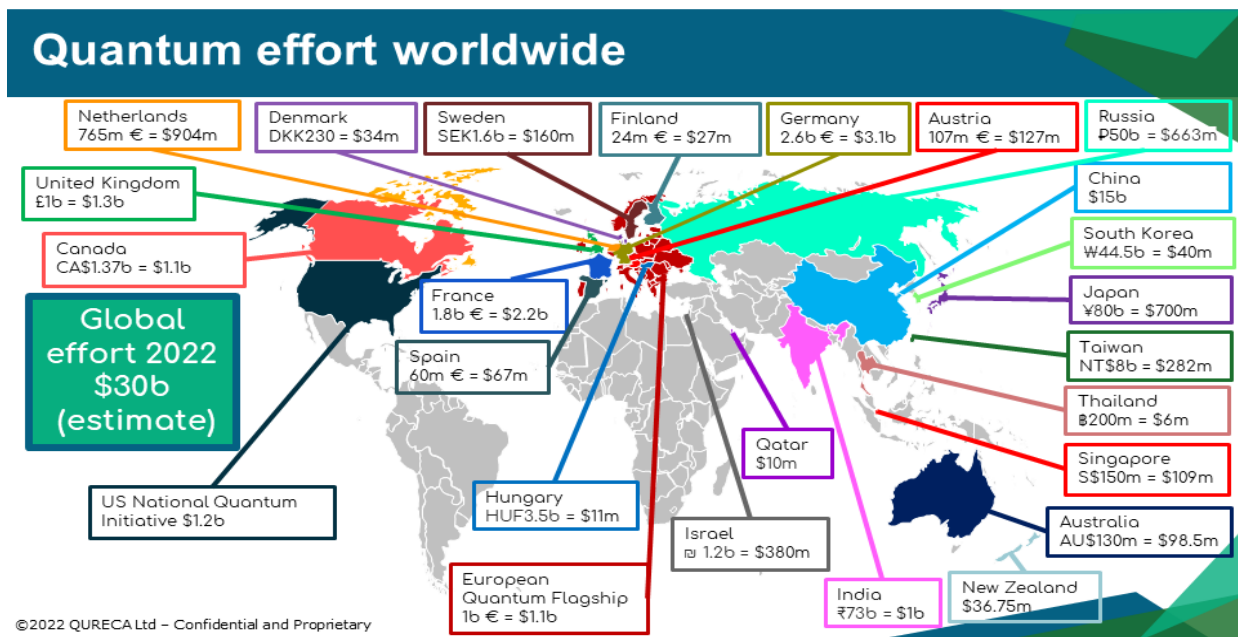 Quantum effort worldwide
Netherlands
765m € = $904m
Denmark
DKK230 = $34m
Sweden
SEK1.6b = $160m
Finland
24m € = $27m
Germany
2.6b € = $3.1b
Austria
107m € = $127m
Russia
₽50b = $663m
United Kingdom
£1b = $1.3b
China
$15b
Canada
CA$1.37b = $1.1b
South Korea
₩44.5b = $40m
France
1.8b € = $2.2b
Japan
¥80b = $700m
Global
effort 2022
$30b
(estimate)
Spain
60m € = $67m
Taiwan
NT$8b = $282m
Thailand
฿200m = $6m
Qatar
$10m
Singapore
S$150m = $109m
US National Quantum
Initiative $1.2b
Hungary
HUF3.5b = $11m
Israel
₪ 1.2b = $380m
Australia
AU$130m = $98.5m
European
Quantum Flagship
1b € = $1.1b
India
₹73b = $1b
New Zealand
$36.75m
©2022 QURECA Ltd – Confidential and Proprietary